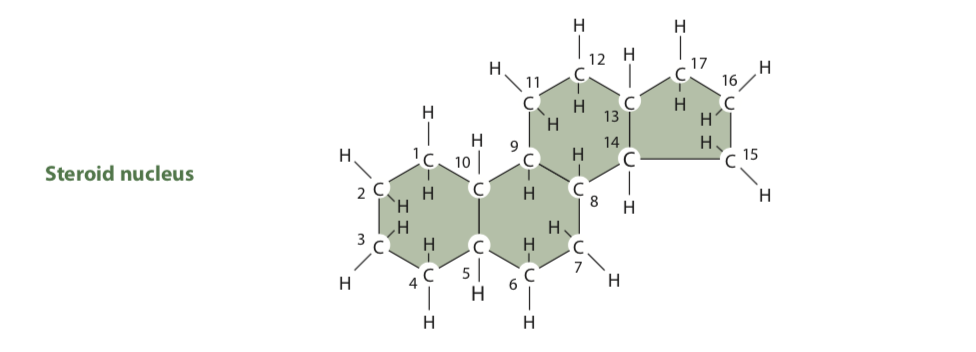 Steroid nucleus
H H
12 H 17
H C C 16 H
11
C H 13 C H H C
H H
H 14 H
H 9 C C 15
H 1 C 10 C H
2 C H C H C 8 H H
H
3 H H H H
C C C
H 4 C 5 6 C 7 H
H
H H